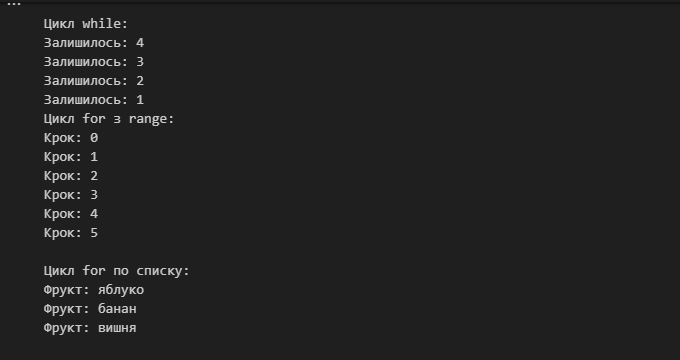 Цикл while:
Залишилось: 4
Залишилось: 3
Залишилось: 2
Залишилось: 1
Цикл for з range:
Крок: 0
Крок: 1
Крок: 2
Крок: 3
Крок: 4
Крок: 5
Цикл for по списку:
Фрукт: яблуко
Фрукт: банан
Фрукт: вишня